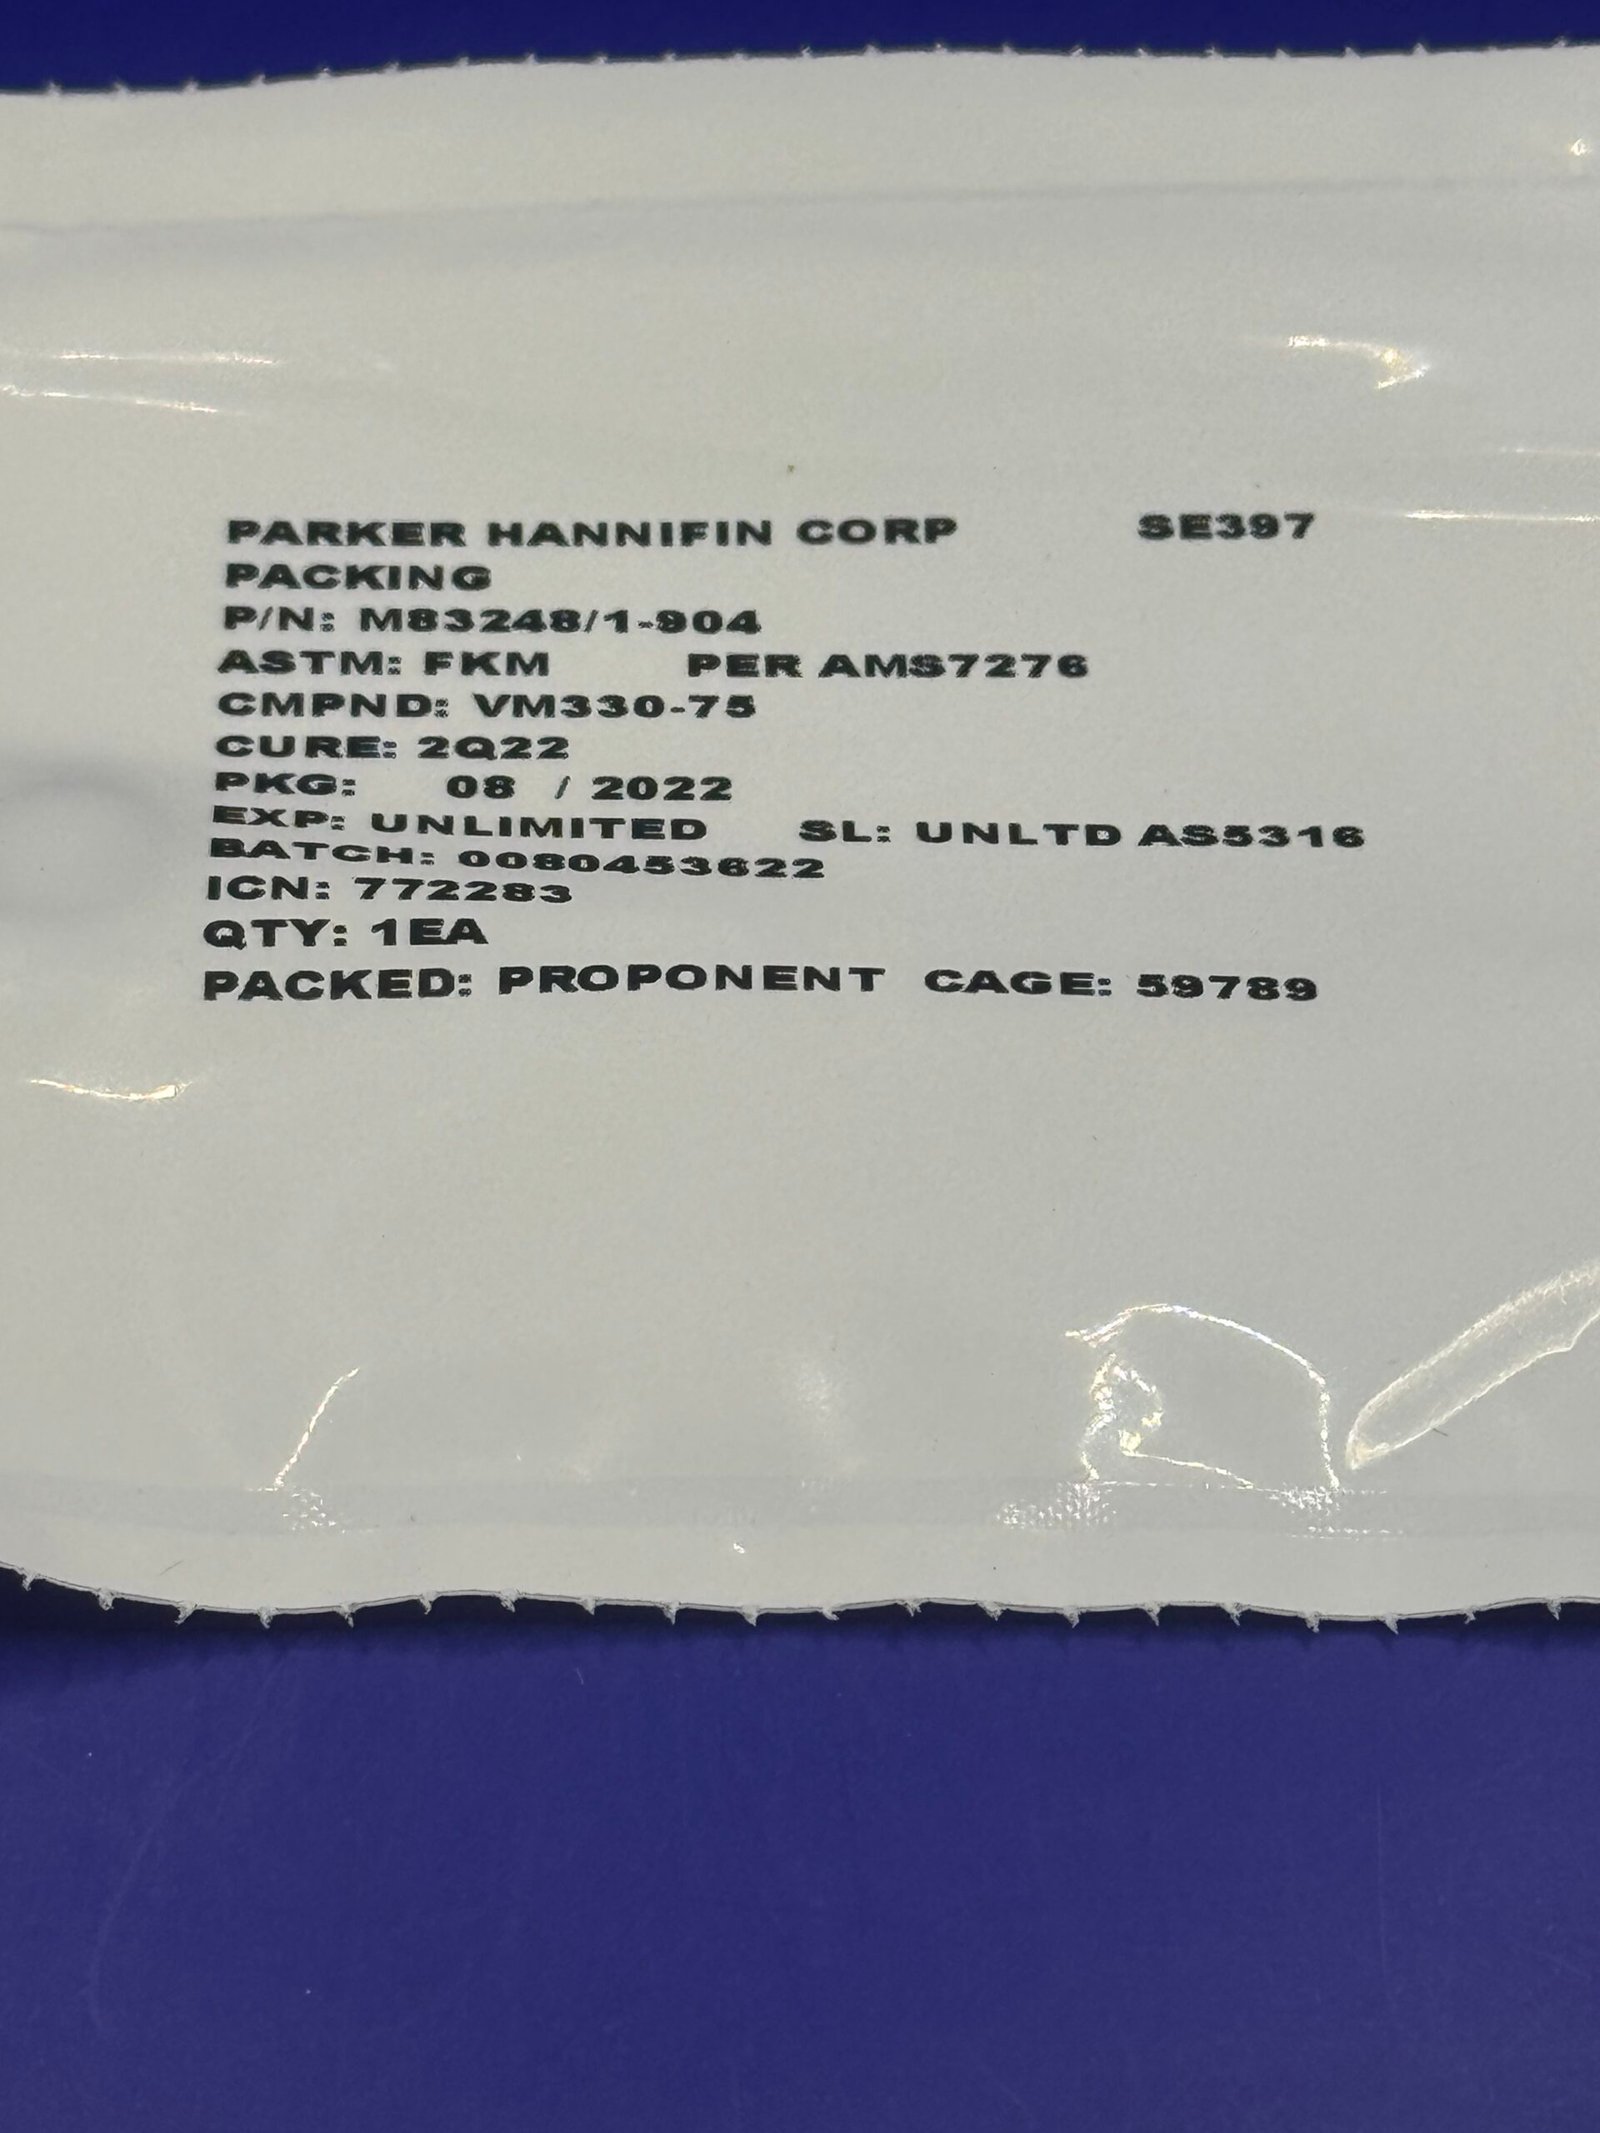 PARKER HANNIFIN CORP SE397
PACKING
P/N: M83248/1-904
ASTM: FKM PER AMS7276
CMPND: VM330-75
CURE: 2Q22
PKG: 08 / 2022
EXP: UNLIMITED SL: UNLTD AS5316
BATCH: 0080453622
ICN: 772283
QTY: 1EA
PACKED: PROPONENT CAGE: 59789